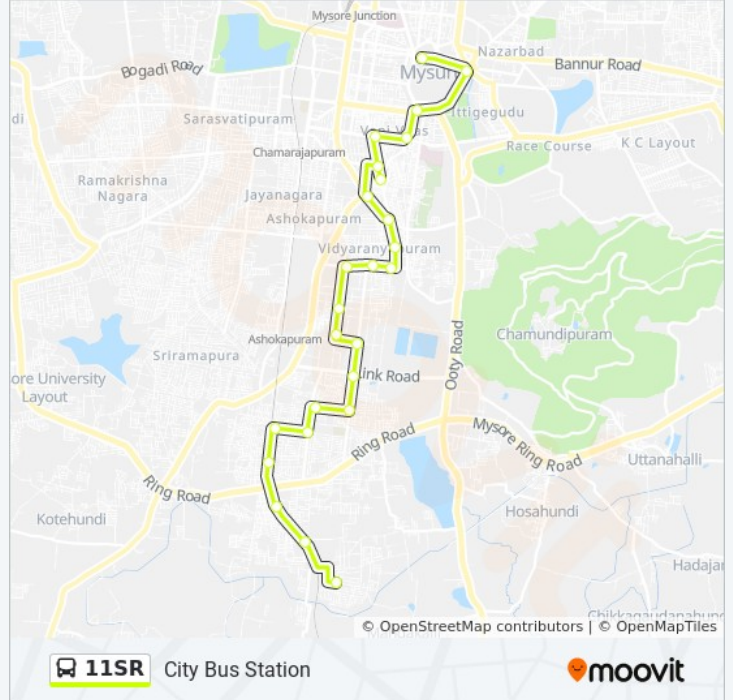 Mysore Junction
Nazarbad
Bogadi Road
Bannur Road
Mysuru
Sarasvatipuram
Ittigegudu
Vani Vilas
Race Course
K C Layout
Chamarajapuram
Ramakrishna
Nagara
Jayanagara
Ashokapuram
Vidyaranyapuram
Chamundipuram
Ashokapuram
Sriramapura
Ooty Road
ore University
Layout
Link Road
Ring Road
Mysore Ring Road
Uttanahalli
Ring Road
Kotehundi
Hosahundi
Hadajan
© OpenStreetMap contributors | © OpenMapTiles
11SR City Bus Station
moovit